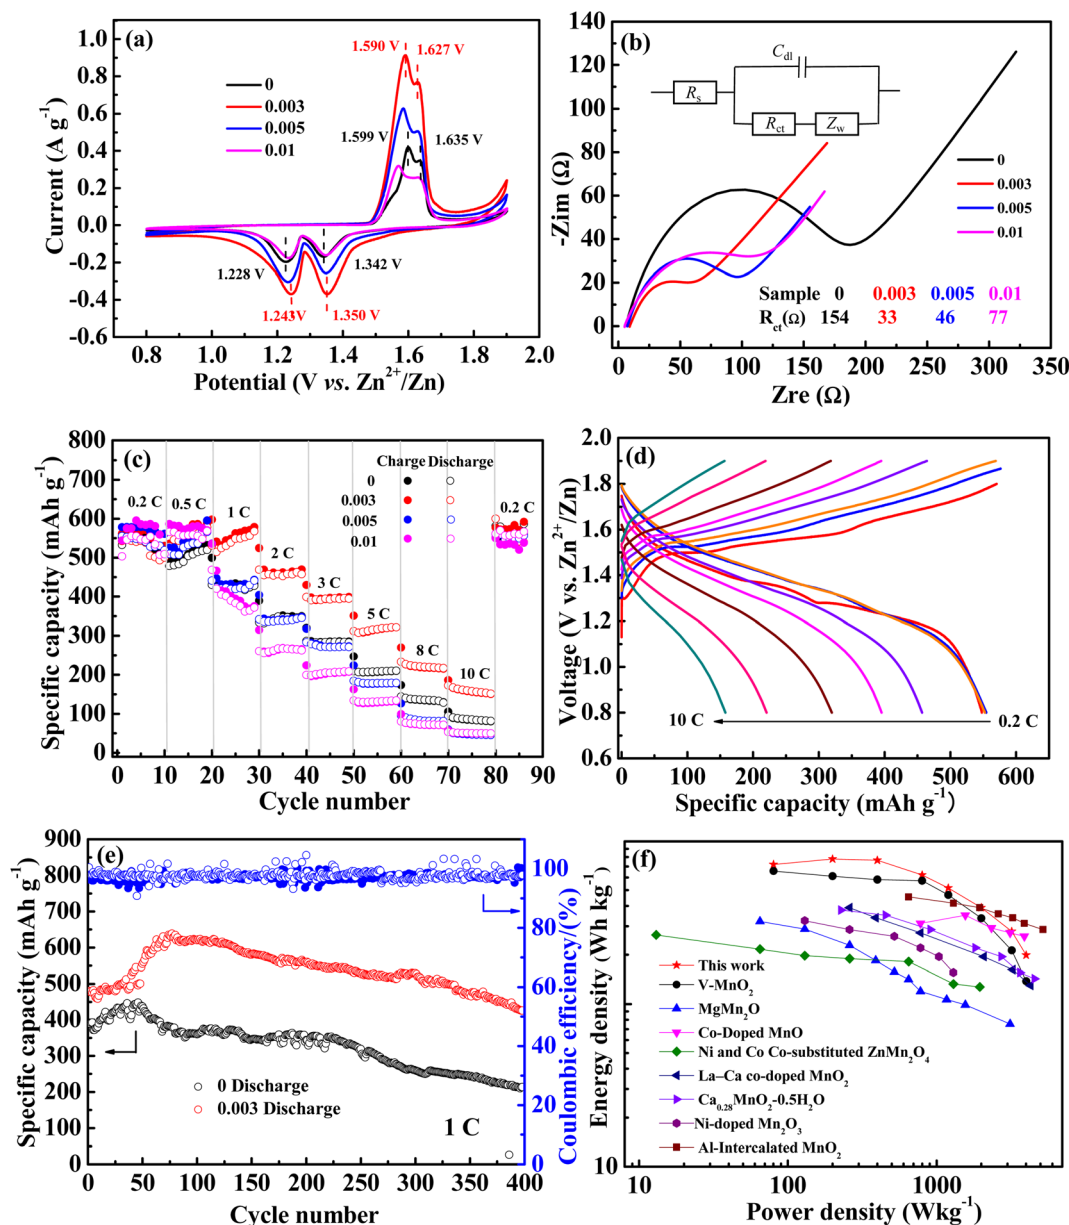 (a)
1.590 V
1.627 V
0
0.003
0.005
0.01
1.599 V
1.635 V
1.228 V
1.342 V
1.243V
1.350 V
Current (A g⁻¹)
1.0
0.8
0.6
0.4
0.2
0.0
-0.2
-0.4
-0.6
0.8
1.0
1.2
1.4
1.6
1.8
2.0
Potential (V vs. Zn²⁺/Zn)
(b)
C_dl
R_s
R_ct
Z_w
0
0.003
0.005
0.01
Sample 0 0.003 0.005 0.01
R_ct(Ω) 154 33 46 77
-Zim (Ω)
140
120
100
80
60
40
20
0
0 50 100 150 200 250 300 350
Zre (Ω)
(c)
Charge Discharge
0
0.003
0.005
0.01
0.2 C
0.5 C
1 C
2 C
3 C
5 C
8 C
10 C
0.2 C
Specific capacity (mAh g⁻¹)
800
700
600
500
400
300
200
100
0
0 10 20 30 40 50 60 70 80 90
Cycle number
(d)
10 C
0.2 C
Voltage (V vs. Zn²⁺/Zn)
2.0
1.8
1.6
1.4
1.2
1.0
0.8
0.6
0 100 200 300 400 500 600
Specific capacity (mAh g⁻¹)
(e)
0 Discharge
0.003 Discharge
1 C
Specific capacity (mAh g⁻¹)
900
800
700
600
500
400
300
200
100
0
0 50 100 150 200 250 300 350 400
Cycle number
100
80
60
40
20
0
Coulombic efficiency/(%)
(f)
This work
V-MnO₂
MgMn₂O
Co-Doped MnO
Ni and Co Co-substituted ZnMn₂O₄
La–Ca co-doped MnO₂
Ca₀.₂₈MnO₂-0.5H₂O
Ni-doped Mn₂O₃
Al-Intercalated MnO₂
Energy density(Wh kg⁻¹)
10
10
100
1000
Power density(Wkg⁻¹)